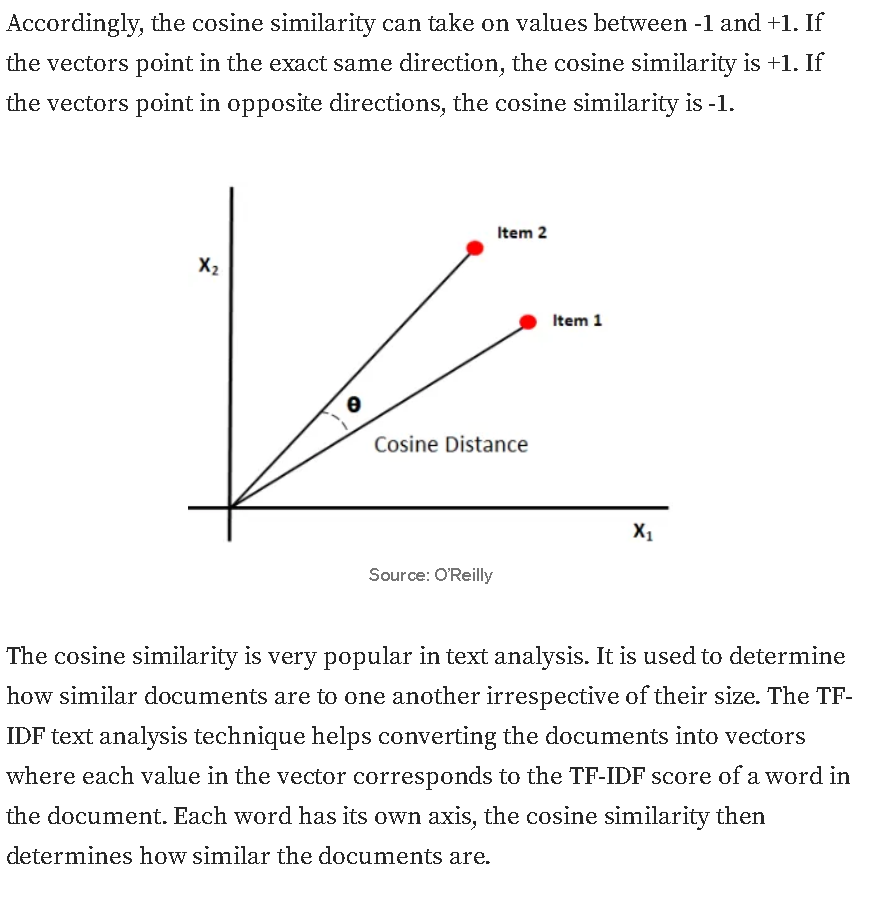 Accordingly, the cosine similarity can take on values between -1 and +1. If
the vectors point in the exact same direction, the cosine similarity is +1. If
the vectors point in opposite directions, the cosine similarity is -1.
Item 2
X₂
Item 1
θ
Cosine Distance
X₁
Source: O'Reilly
The cosine similarity is very popular in text analysis. It is used to determine
how similar documents are to one another irrespective of their size. The TF-
IDF text analysis technique helps converting the documents into vectors
where each value in the vector corresponds to the TF-IDF score of a word in
the document. Each word has its own axis, the cosine similarity then
determines how similar the documents are.